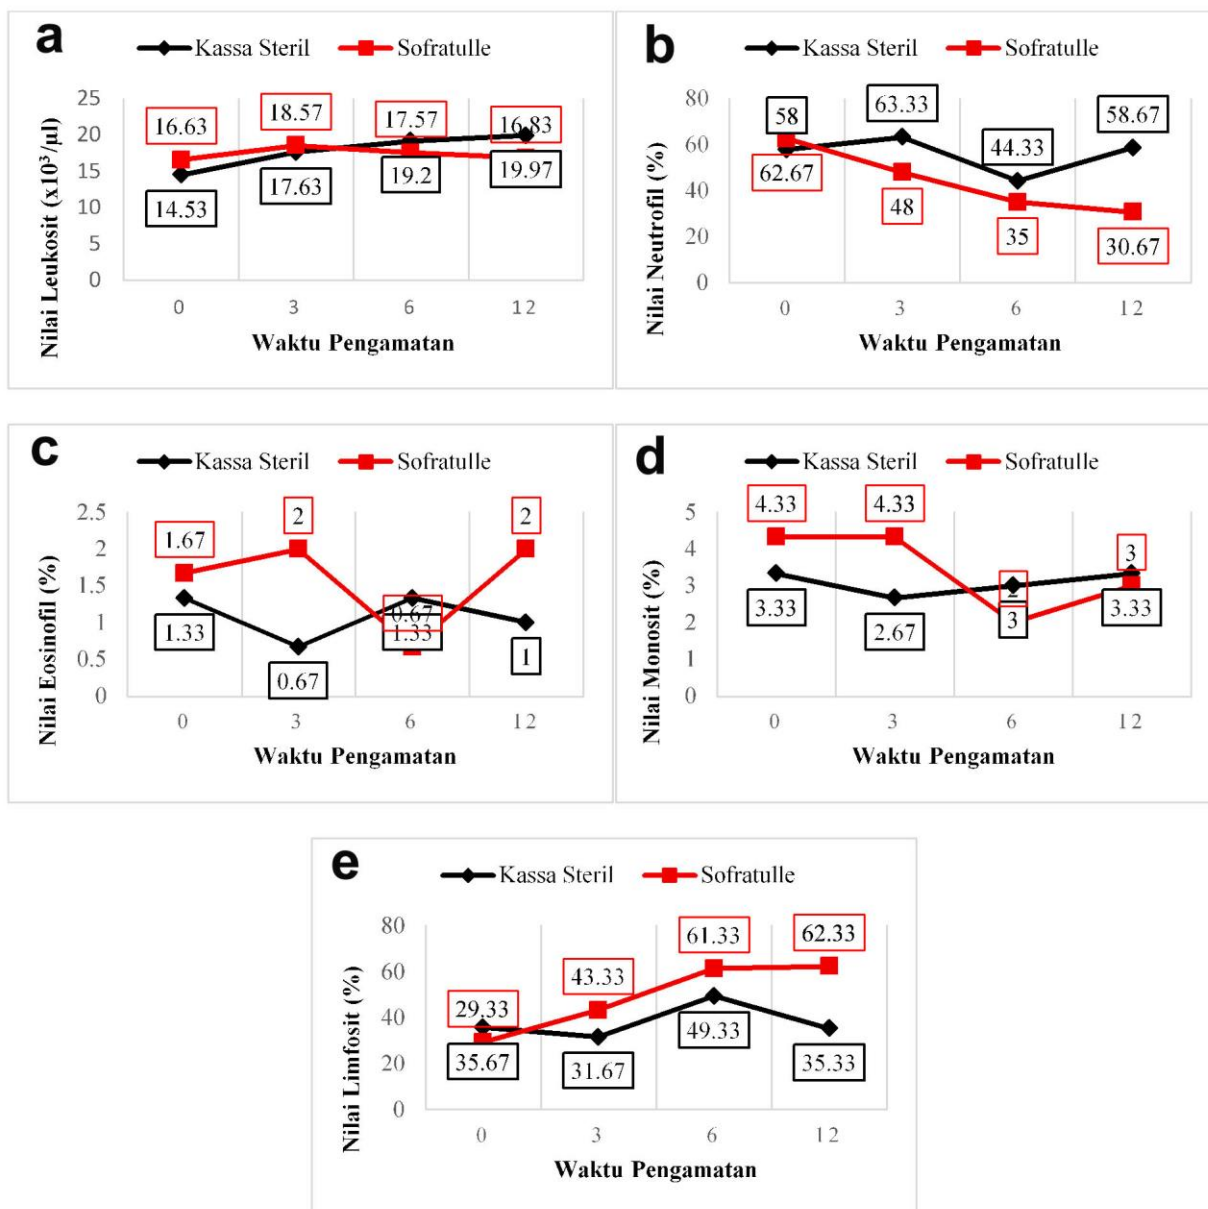 a
Kassa Steril Sofratulle
Nilai Leukosit (x10³/µl)
25
20
15
10
5
0
16.63 18.57 17.57 16.83
14.53 17.63 19.2 19.97
0 3 6 12
Waktu Pengamatan
b
Kassa Steril Sofratulle
Nilai Neutrofil (%)
80
60
40
20
0
58 63.33 44.33 58.67
62.67 48 35 30.67
0 3 6 12
Waktu Pengamatan
c
Kassa Steril Sofratulle
Nilai Eosinofil (%)
2.5
2
1.5
1
0.5
0
1.67 2 0.67 2
1.33 0.67 1.33 1
0 3 6 12
Waktu Pengamatan
d
Kassa Steril Sofratulle
Nilai Monosit (%)
5
4
3
2
1
0
4.33 4.33 2 3
3.33 2.67 3 3.33
0 3 6 12
Waktu Pengamatan
e
Kassa Steril Sofratulle
Nilai Limfosit (%)
80
60
40
20
0
29.33 43.33 61.33 62.33
35.67 31.67 49.33 35.33
0 3 6 12
Waktu Pengamatan